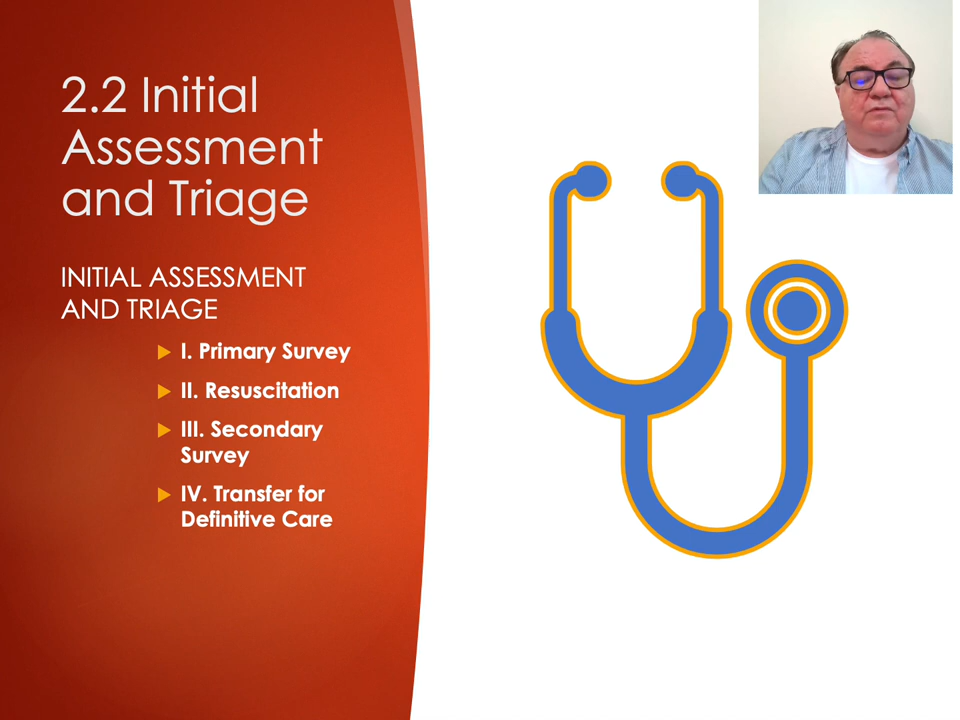 2.2 Initial
Assessment
and Triage
INITIAL ASSESSMENT
AND TRIAGE
I. Primary Survey
II. Resuscitation
III. Secondary
Survey
IV. Transfer for
Definitive Care